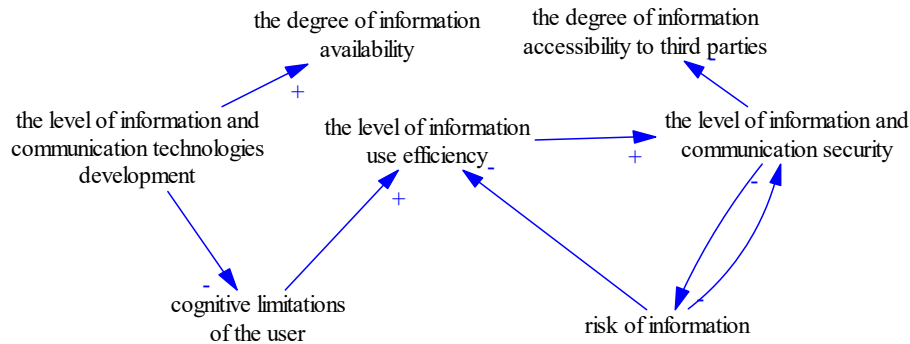 the degree of information
availability
the degree of information
accessibility to third parties
-
+
the level of information and
communication technologies
development
the level of information
use efficiency
-
+
the level of information and
communication security
+
-
-
cognitive limitations
of the user
-
risk of information